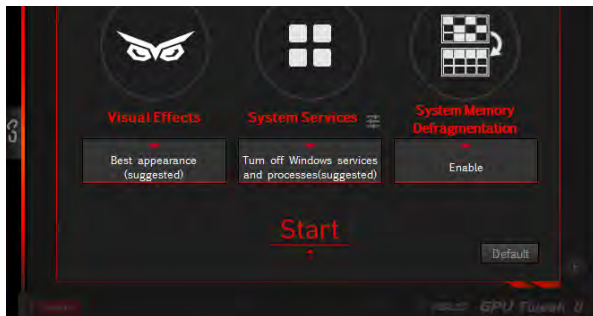 Visual Effects
System Services
System Memory
Defragmentation
Best appearance
(suggested)
Turn off Windows services
and processes(suggested)
Enable
Start
Default
GPU Tweak II